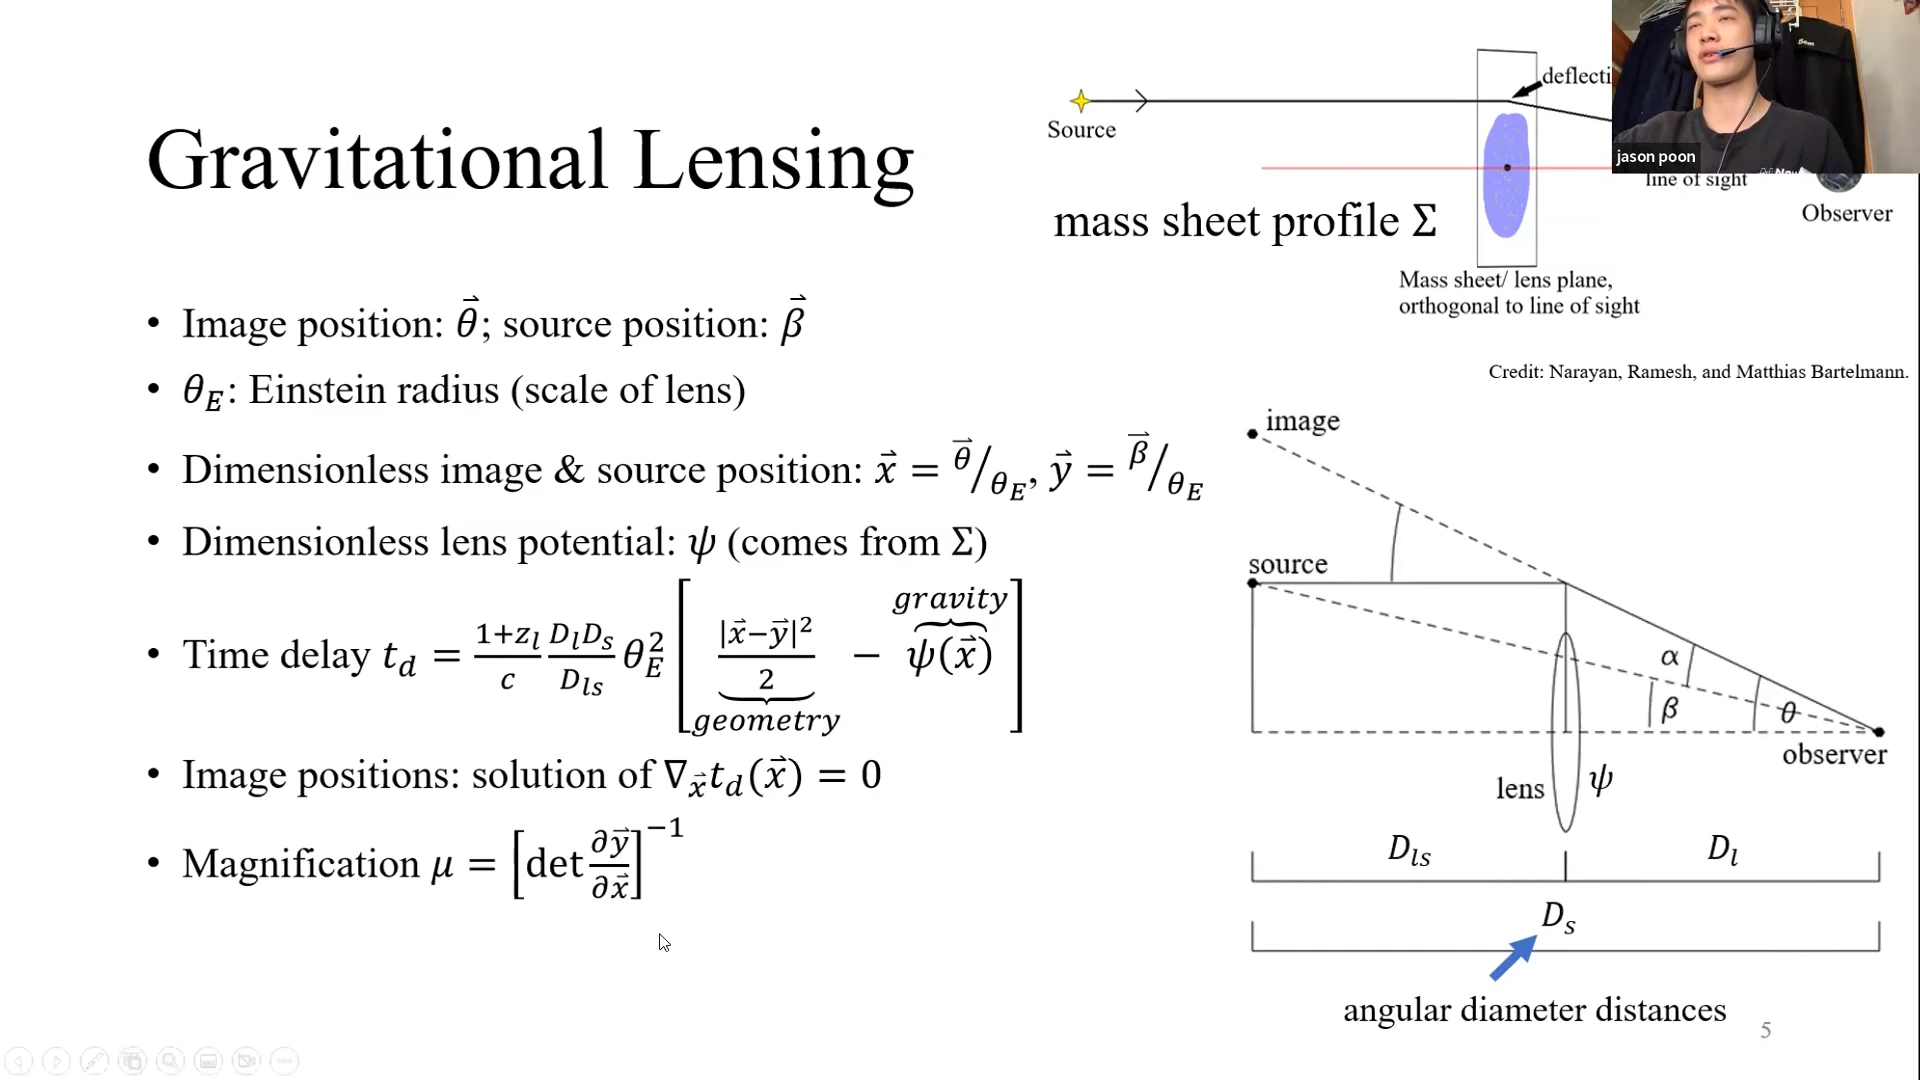 Gravitational Lensing
• Image position: θ⃗; source position: β⃗
• θ_E: Einstein radius (scale of lens)
• Dimensionless image & source position: x⃗ = θ⃗/θ_E, y⃗ = β⃗/θ_E
• Dimensionless lens potential: ψ (comes from Σ)
• Time delay t_d = (1+z_l)/c (D_l D_s)/D_ls θ_E^2 [ |x⃗−y⃗|²/2 − ψ(x⃗) ]
gravity
geometry
• Image positions: solution of ∇_x⃗ t_d(x⃗) = 0
• Magnification μ = [det ∂y⃗/∂x⃗]^−1
Source
deflecti
jason poon
line of sight
Observer
mass sheet profile Σ
Mass sheet/ lens plane,
orthogonal to line of sight
Credit: Narayan, Ramesh, and Matthias Bartelmann.
image
source
α
β
θ
observer
lens
ψ
D_ls
D_l
D_s
angular diameter distances
5